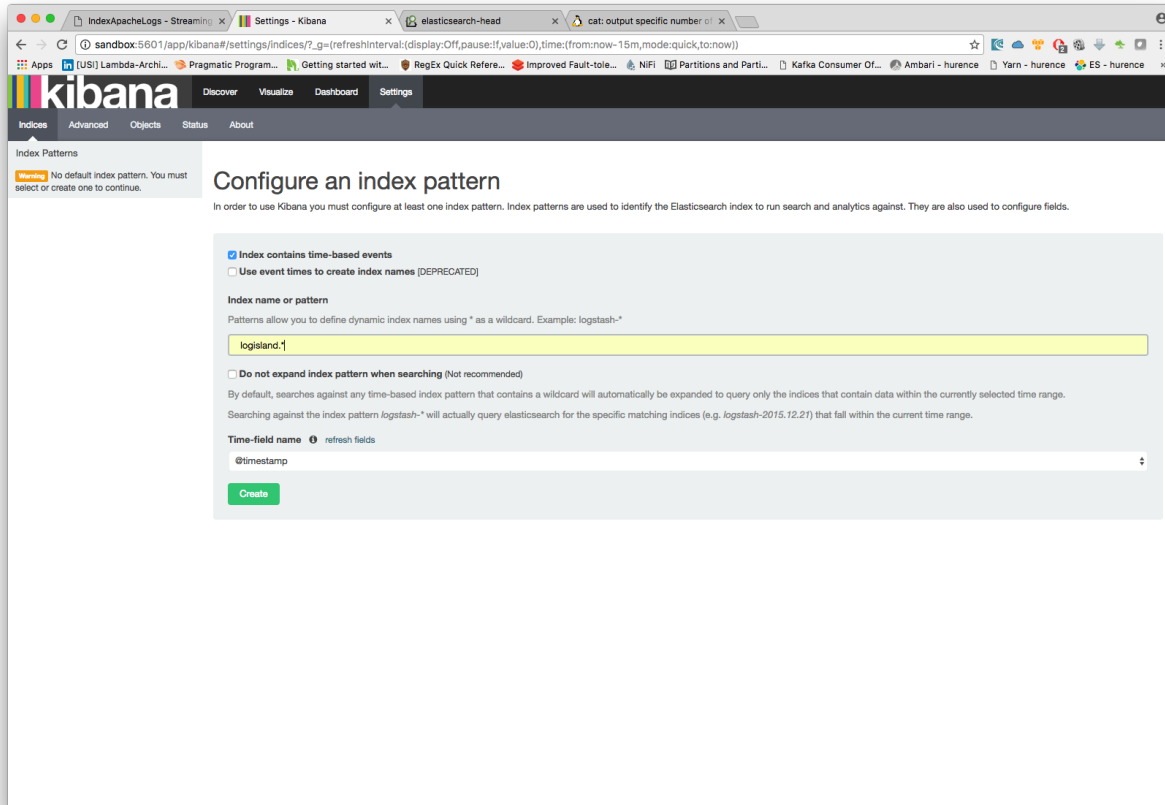 IndexApacheLogs - Streaming
Settings - Kibana
elasticsearch-head
cat: output specific number of
sandbox:5601/app/kibana#/settings/indices/?_g=(refreshInterval:(display:Off,pause:!f,value:0),time:(from:now-15m,mode:quick,to:now))
Apps
[USI] Lambda-Archi...
Pragmatic Program...
Getting started wit...
RegEx Quick Refere...
Improved Fault-tole...
NiFi
Partitions and Parti...
Kafka Consumer Of...
Ambari - hurence
Yarn - hurence
ES - hurence
kibana
Discover
Visualize
Dashboard
Settings
Indices
Advanced
Objects
Status
About
Index Patterns
Warning No default index pattern. You must
select or create one to continue.
Configure an index pattern
In order to use Kibana you must configure at least one index pattern. Index patterns are used to identify the Elasticsearch index to run search and analytics against. They are also used to configure fields.
Index contains time-based events
Use event times to create index names [DEPRECATED]
Index name or pattern
Patterns allow you to define dynamic index names using * as a wildcard. Example: logstash-*
logisland.*
Do not expand index pattern when searching (Not recommended)
By default, searches against any time-based index pattern that contains a wildcard will automatically be expanded to query only the indices that contain data within the currently selected time range.
Searching against the index pattern logstash-* will actually query elasticsearch for the specific matching indices (e.g. logstash-2015.12.21) that fall within the current time range.
Time-field name
refresh fields
@timestamp
Create